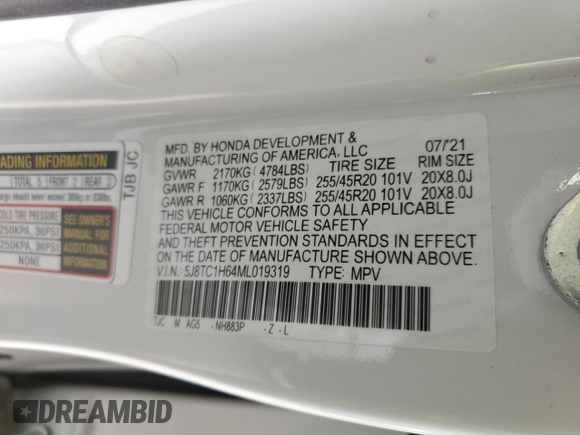 MFD. BY HONDA DEVELOPMENT &
MANUFACTURING OF AMERICA, LLC 07/'21
GVWR 2170KG (4784LBS) TIRE SIZE RIM SIZE
GAWR F 1170KG (2579LBS) 255/45R20 101V 20X8.0J
GAWR R 1060KG (2337LBS) 255/45R20 101V 20X8.0J
THIS VEHICLE CONFORMS TO ALL APPLICABLE
FEDERAL MOTOR VEHICLE SAFETY
AND THEFT PREVENTION STANDARDS IN EFFECT
ON THE DATE OF MANUFACTURE SHOWN ABOVE.
V.I.N.: 5J8TC1H64ML019319 TYPE: MPV
TJC M AG5 -NH883P -Z-L
ADING INFORMATION
TOTAL 5 FRONT 2 REAR 3
COLD TIRE PRESSURE
250KPA, 36PSI
250KPA, 36PSI
NONE
SEE OWNER'S
MANUAL FOR
ADDITIONAL
INFORMATION
TJB JC
DREAMBID